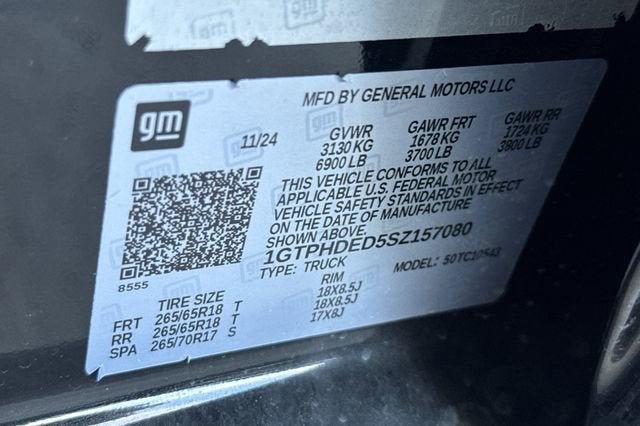 gm
MFD BY GENERAL MOTORS LLC
11/24 GVWR GAWR FRT GAWR RR
3130 KG 1678 KG 1724 KG
6900 LB 3700 LB 3800 LB
THIS VEHICLE CONFORMS TO ALL
APPLICABLE U.S. FEDERAL MOTOR
VEHICLE SAFETY STANDARDS IN EFFECT
ON THE DATE OF MANUFACTURE
SHOWN ABOVE.
1GTPHDED5SZ157080
TYPE: TRUCK MODEL: 50TC10543
8555
TIRE SIZE RIM
FRT 265/65R18 T 18X8.5J
RR 265/65R18 T 18X8.5J
SPA 265/70R17 S 17X8J